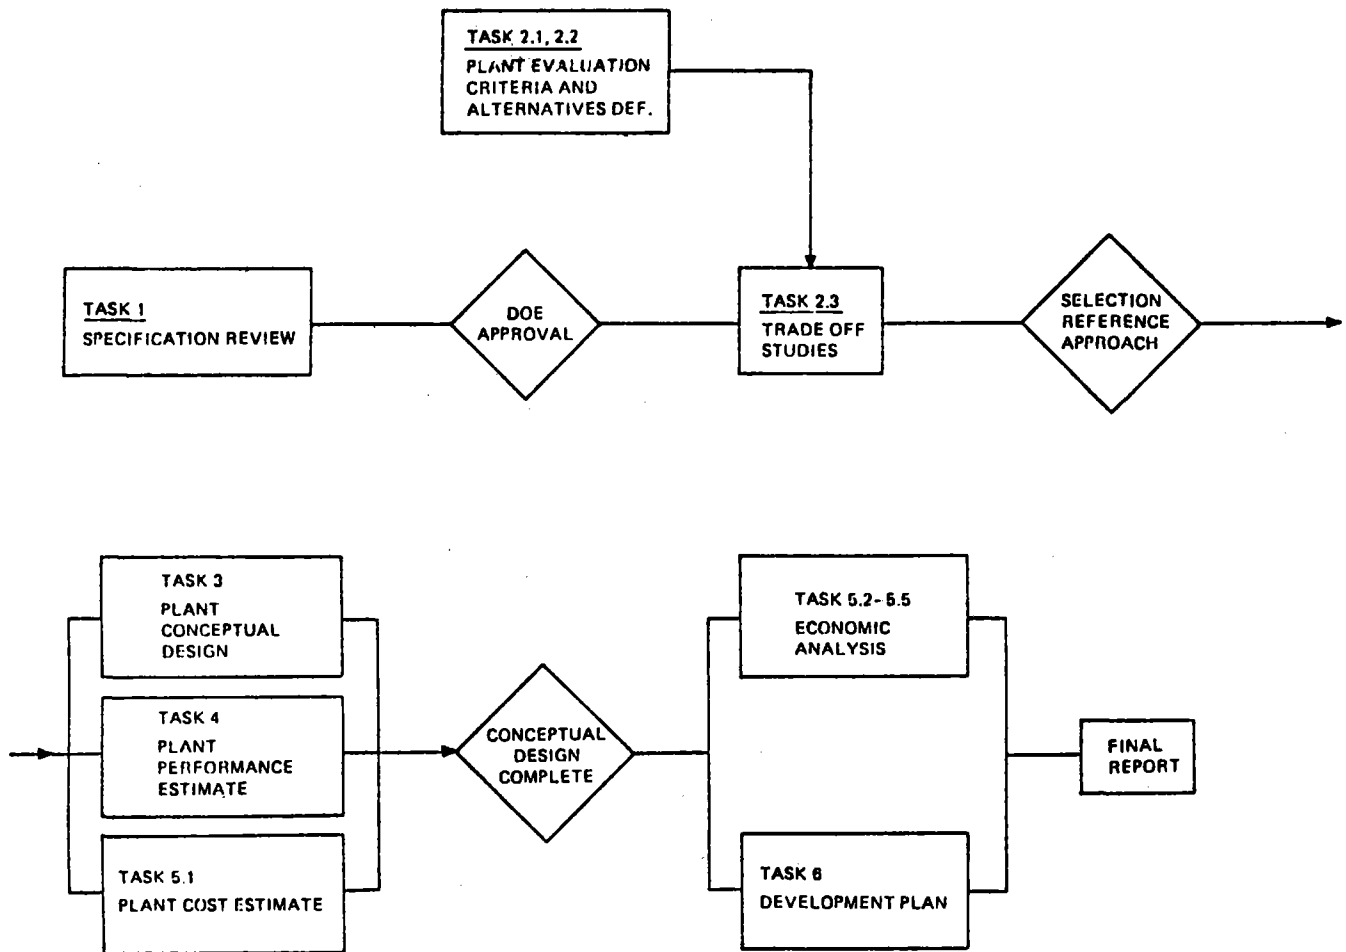 TASK 2.1, 2.2
PLANT EVALUATION
CRITERIA AND
ALTERNATIVES DEF.
TASK 1
SPECIFICATION REVIEW
DOE
APPROVAL
TASK 2.3
TRADE OFF
STUDIES
SELECTION
REFERENCE
APPROACH
TASK 3
PLANT
CONCEPTUAL
DESIGN
TASK 4
PLANT
PERFORMANCE
ESTIMATE
TASK 5.1
PLANT COST ESTIMATE
CONCEPTUAL
DESIGN
COMPLETE
TASK 5.2-5.5
ECONOMIC
ANALYSIS
TASK 6
DEVELOPMENT PLAN
FINAL
REPORT